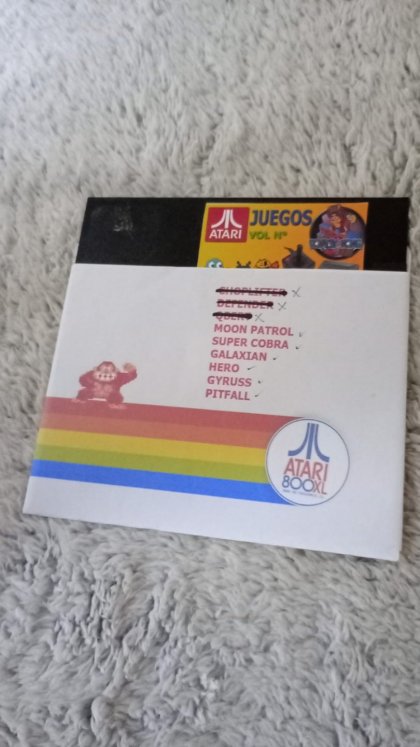 ATARI
JUEGOS
VOL Nº
CHOPLIFTER X
DEFENDER X
QBERT X
MOON PATROL ✓
SUPER COBRA ✓
GALAXIAN ✓
HERO ✓
GYRUSS ✓
PITFALL ✓
ATARI
800XL